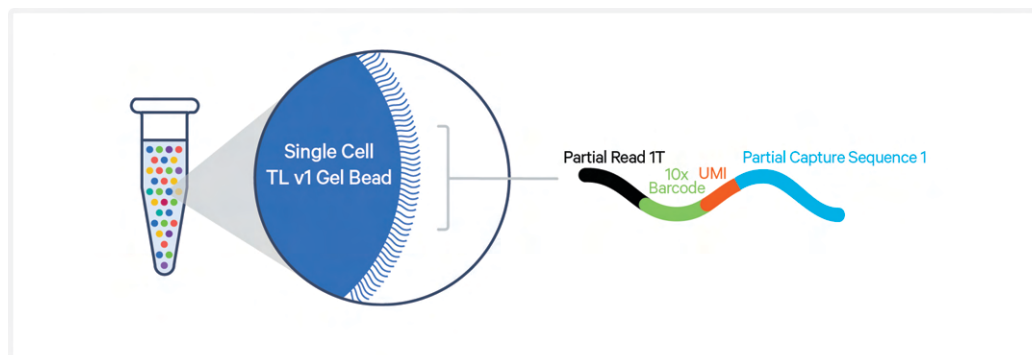 Single Cell
TL v1 Gel Bead
Partial Read 1T
10x
Barcode
UMI
Partial Capture Sequence 1